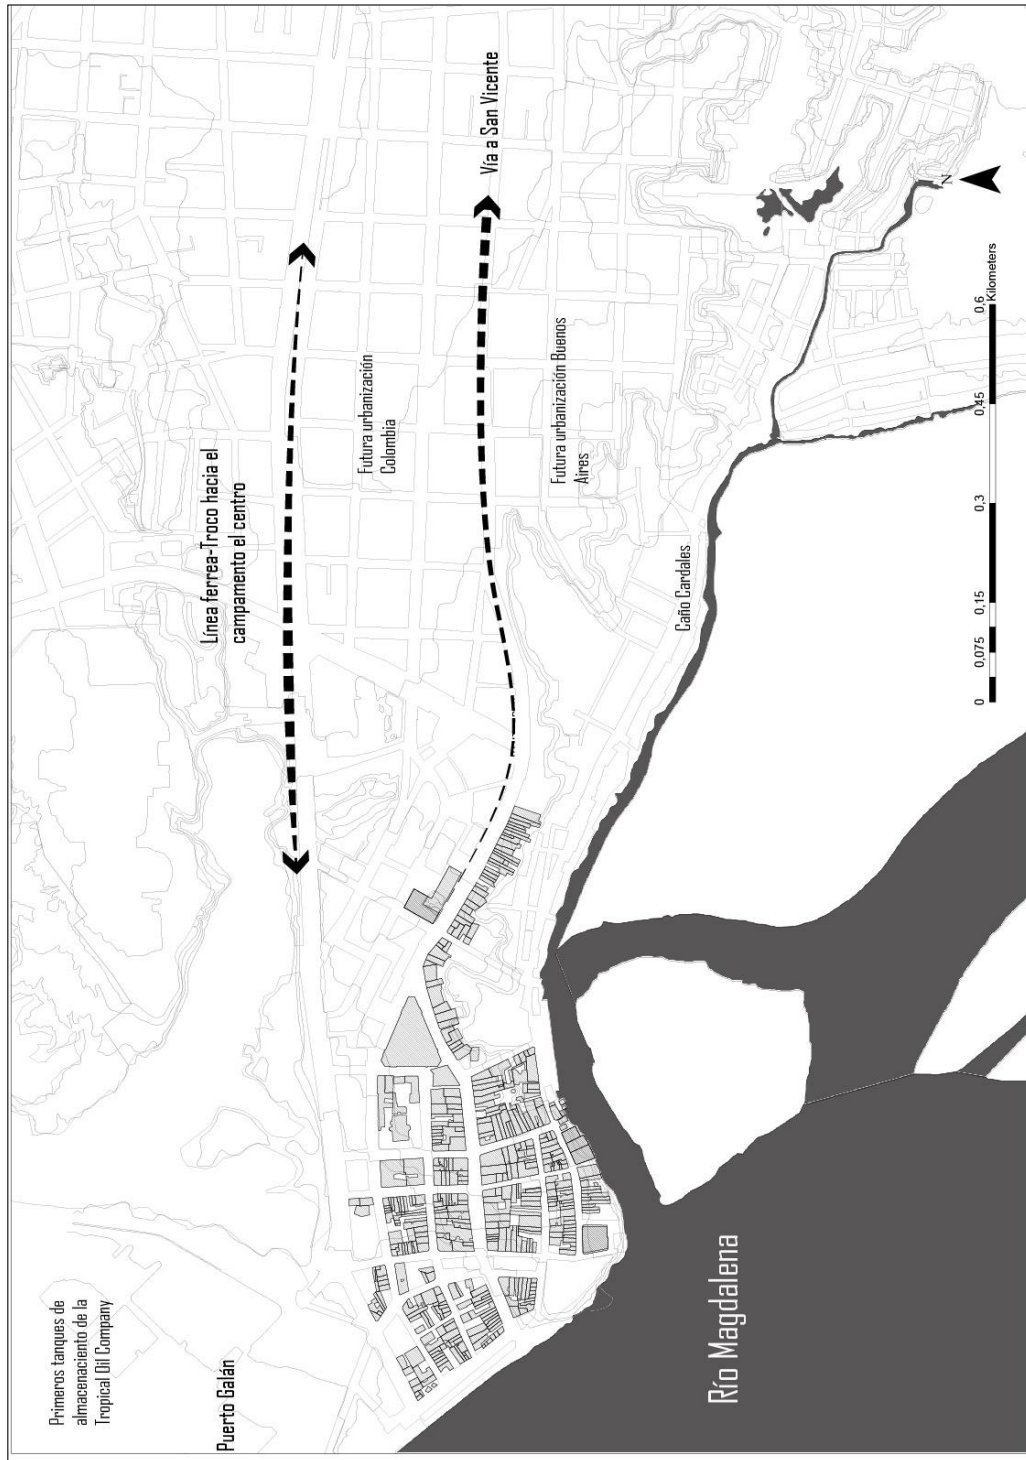 Primeros tanques de
almacenaciento de la
Tropical Oil Company
Puerto Galán
Línea ferrea-Troco hacia el
campamento el centro
Futura urbanización
Colombia
Vía a San Vicente
Futura urbanización Buenos
Aires
Caño Cardales
Río Magdalena
N
0 0,075 0,15 0,3 0,45 0,6
Kilometers